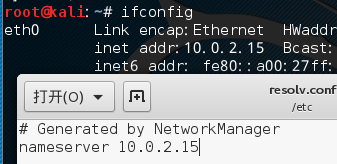 root@kali:~# ifconfig
eth0 Link encap:Ethernet HWaddr
inet addr:10.0.2.15 Bcast:
inet6 addr: fe80::a00:27ff:
打开(O)
resolv.conf
/etc
# Generated by NetworkManager
nameserver 10.0.2.15